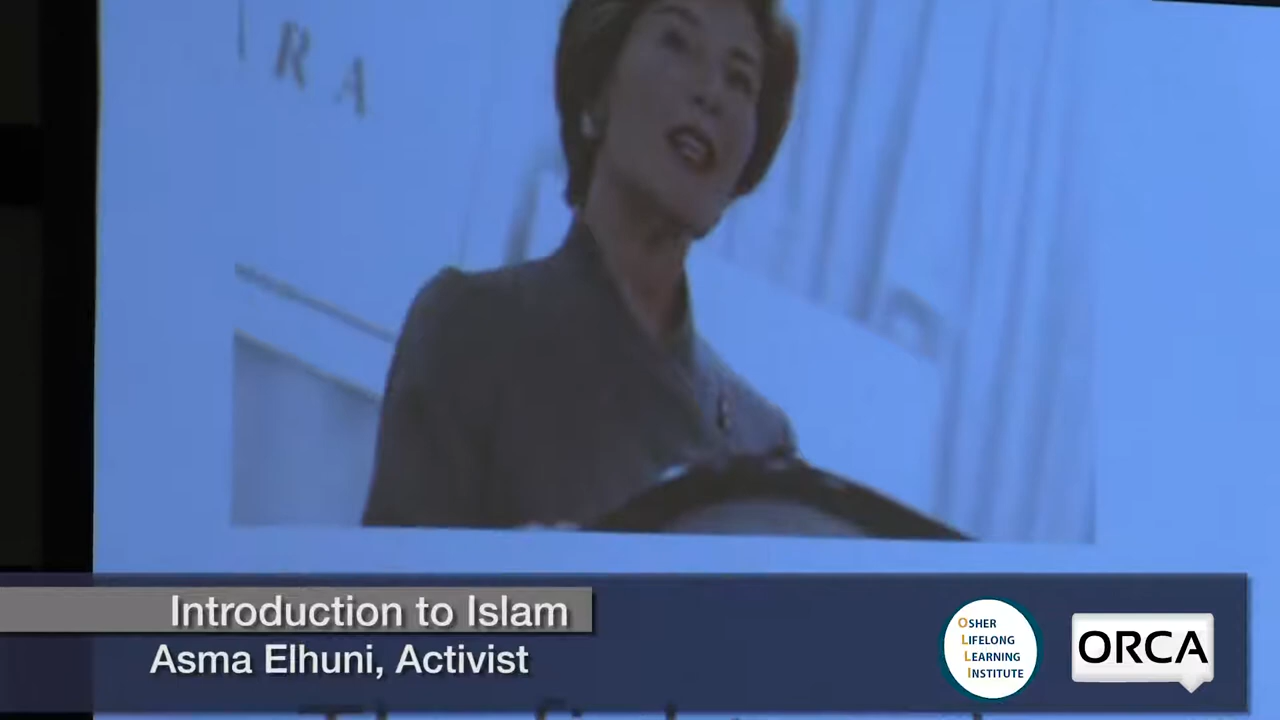 RA
Introduction to Islam
Asma Elhuni, Activist
OSHER
LIFELONG
LEARNING
INSTITUTE
ORCA